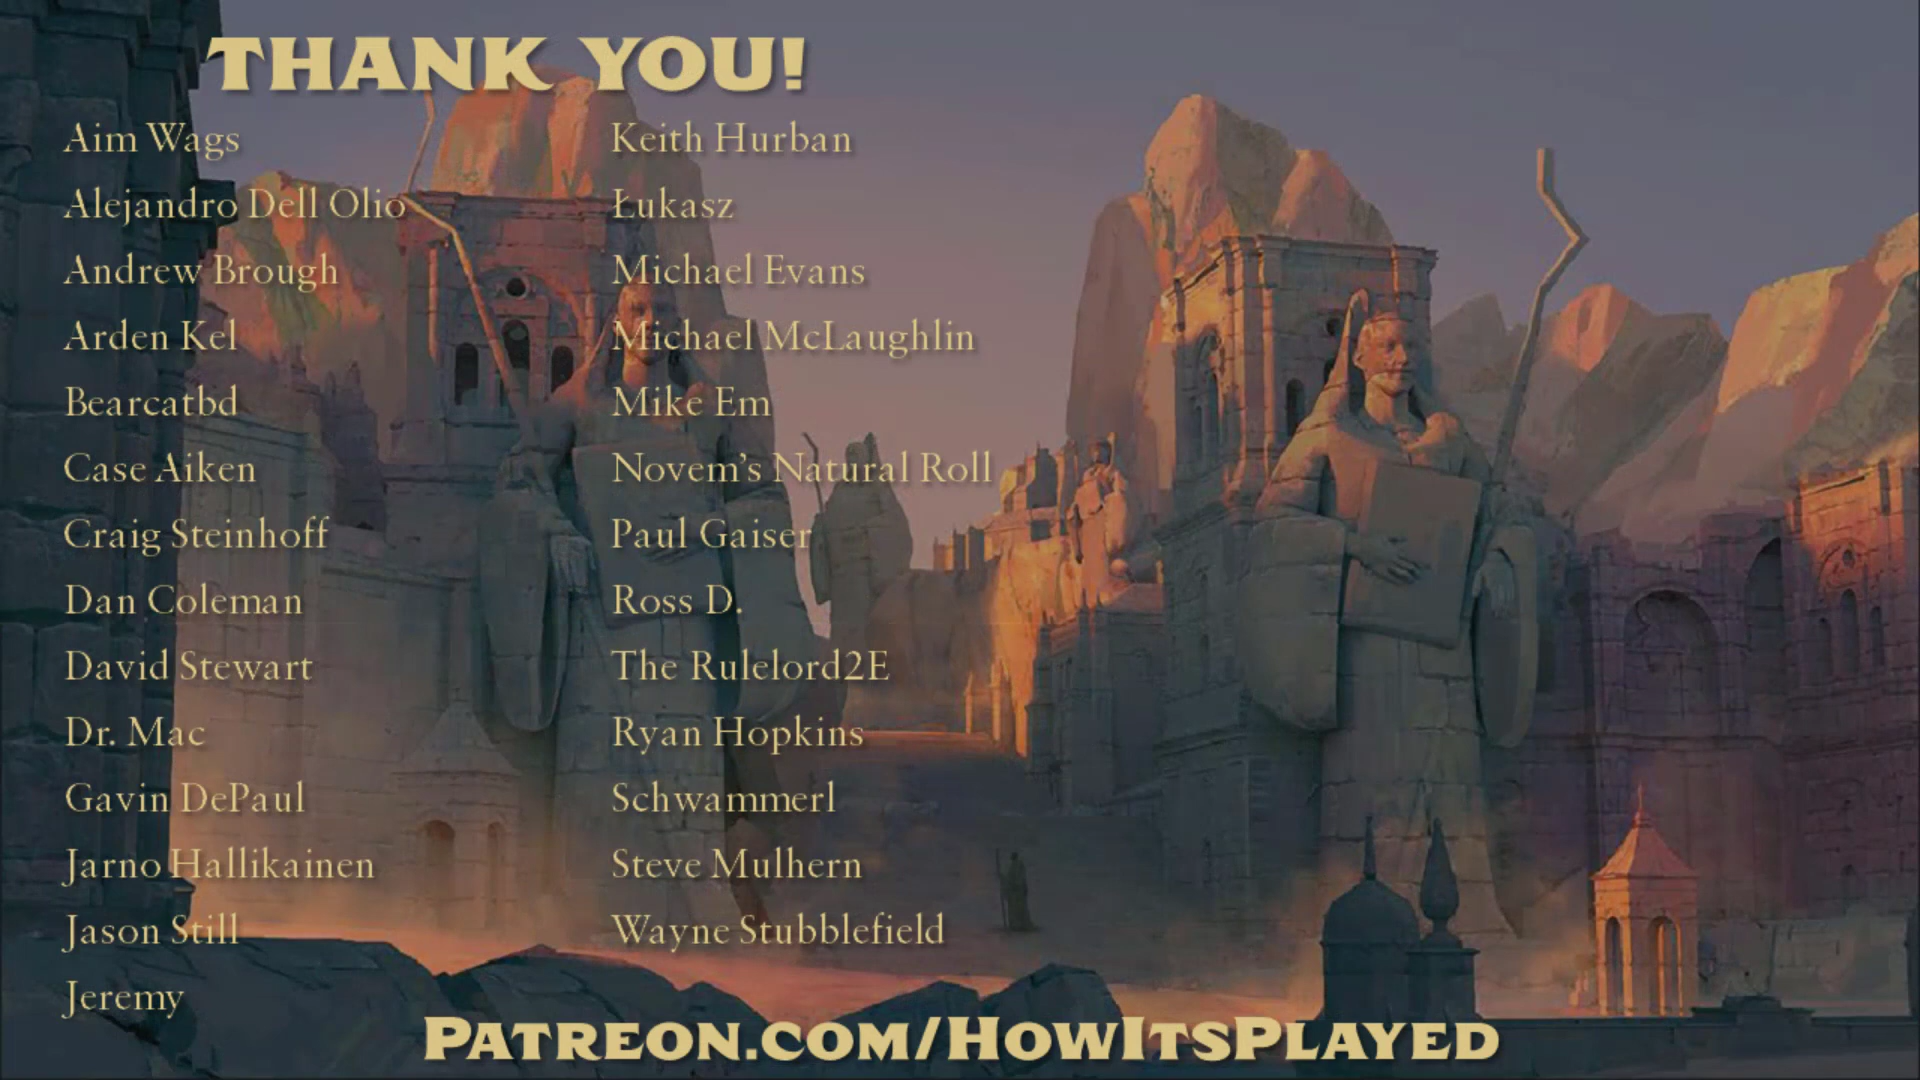 THANK YOU!
Aim Wags
Alejandro Dell Olio
Andrew Brough
Arden Kel
Bearcatbd
Case Aiken
Craig Steinhoff
Dan Coleman
David Stewart
Dr. Mac
Gavin DePaul
Jarno Hallikainen
Jason Still
Jeremy
Keith Hurban
Łukasz
Michael Evans
Michael McLaughlin
Mike Em
Novem’s Natural Roll
Paul Gaiser
Ross D.
The Rulelord2E
Ryan Hopkins
Schwammerl
Steve Mulhern
Wayne Stubblefield
PATREON.COM/HOWITSPLAYED